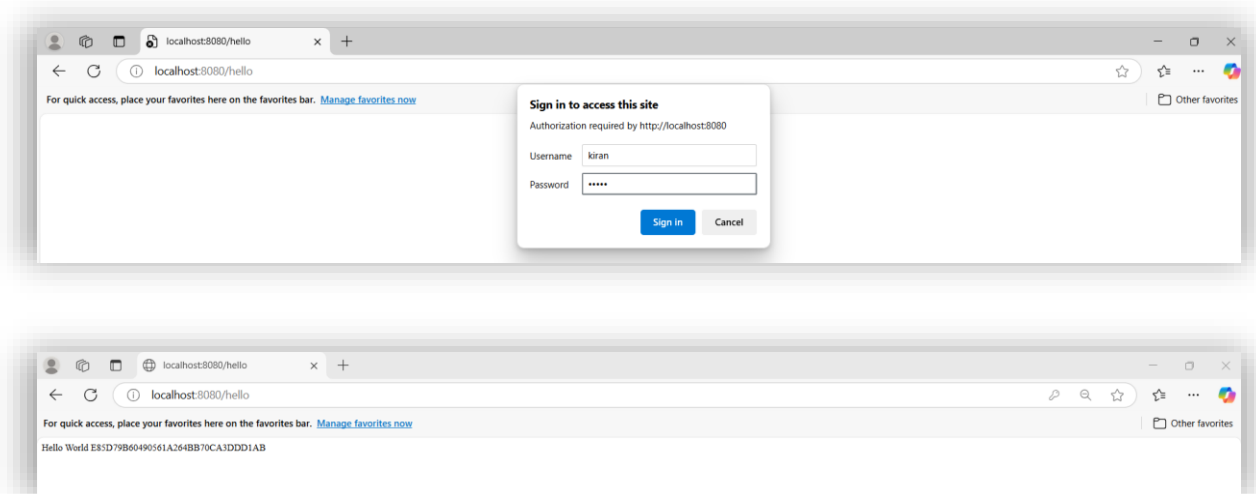 localhost:8080/hello
localhost:8080/hello
For quick access, place your favorites here on the favorites bar. Manage favorites now
Other favorites
Sign in to access this site
Authorization required by http://localhost:8080
Username kiran
Password •••••
Sign in Cancel
localhost:8080/hello
localhost:8080/hello
For quick access, place your favorites here on the favorites bar. Manage favorites now
Other favorites
Hello World E85D79B60490561A264BB70CA3DDD1AB